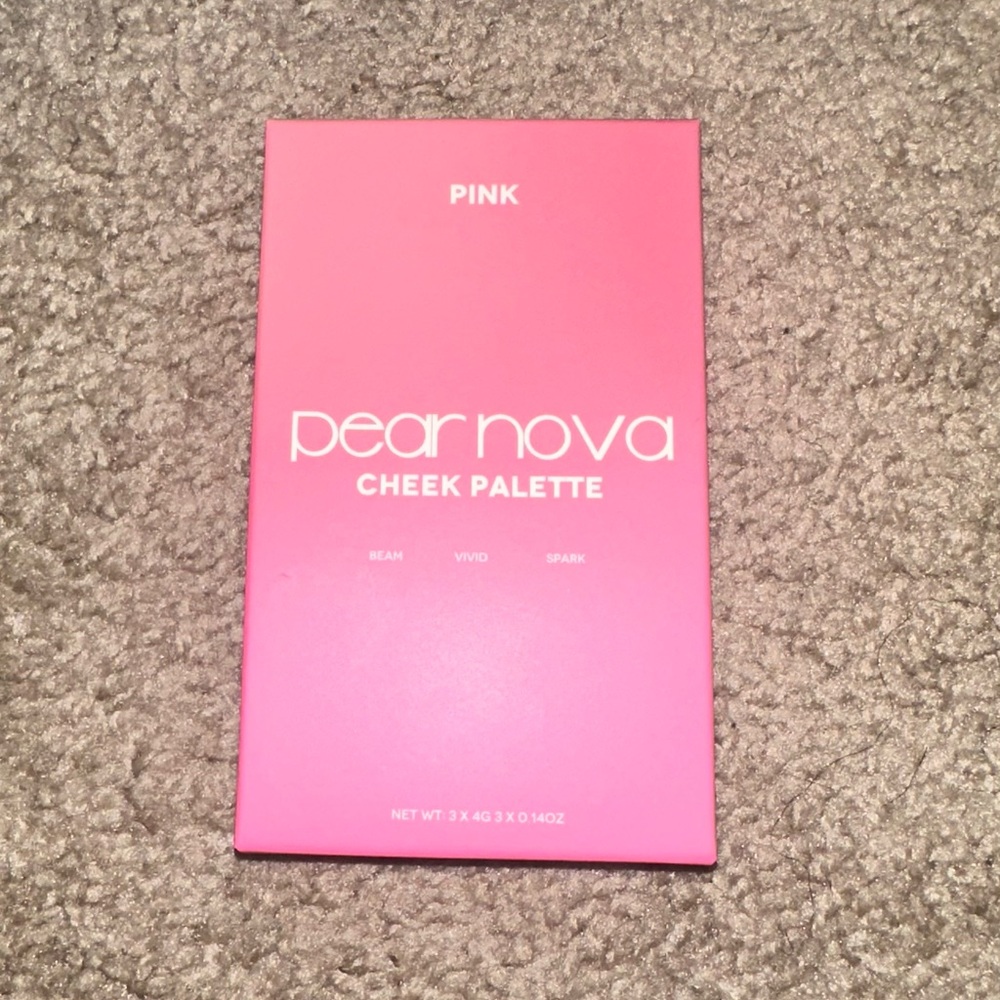 PINK
pear nova
CHEEK PALETTE
BEAM VIVID SPARK
NET WT: 3 X 4G 3 X 0.14OZ